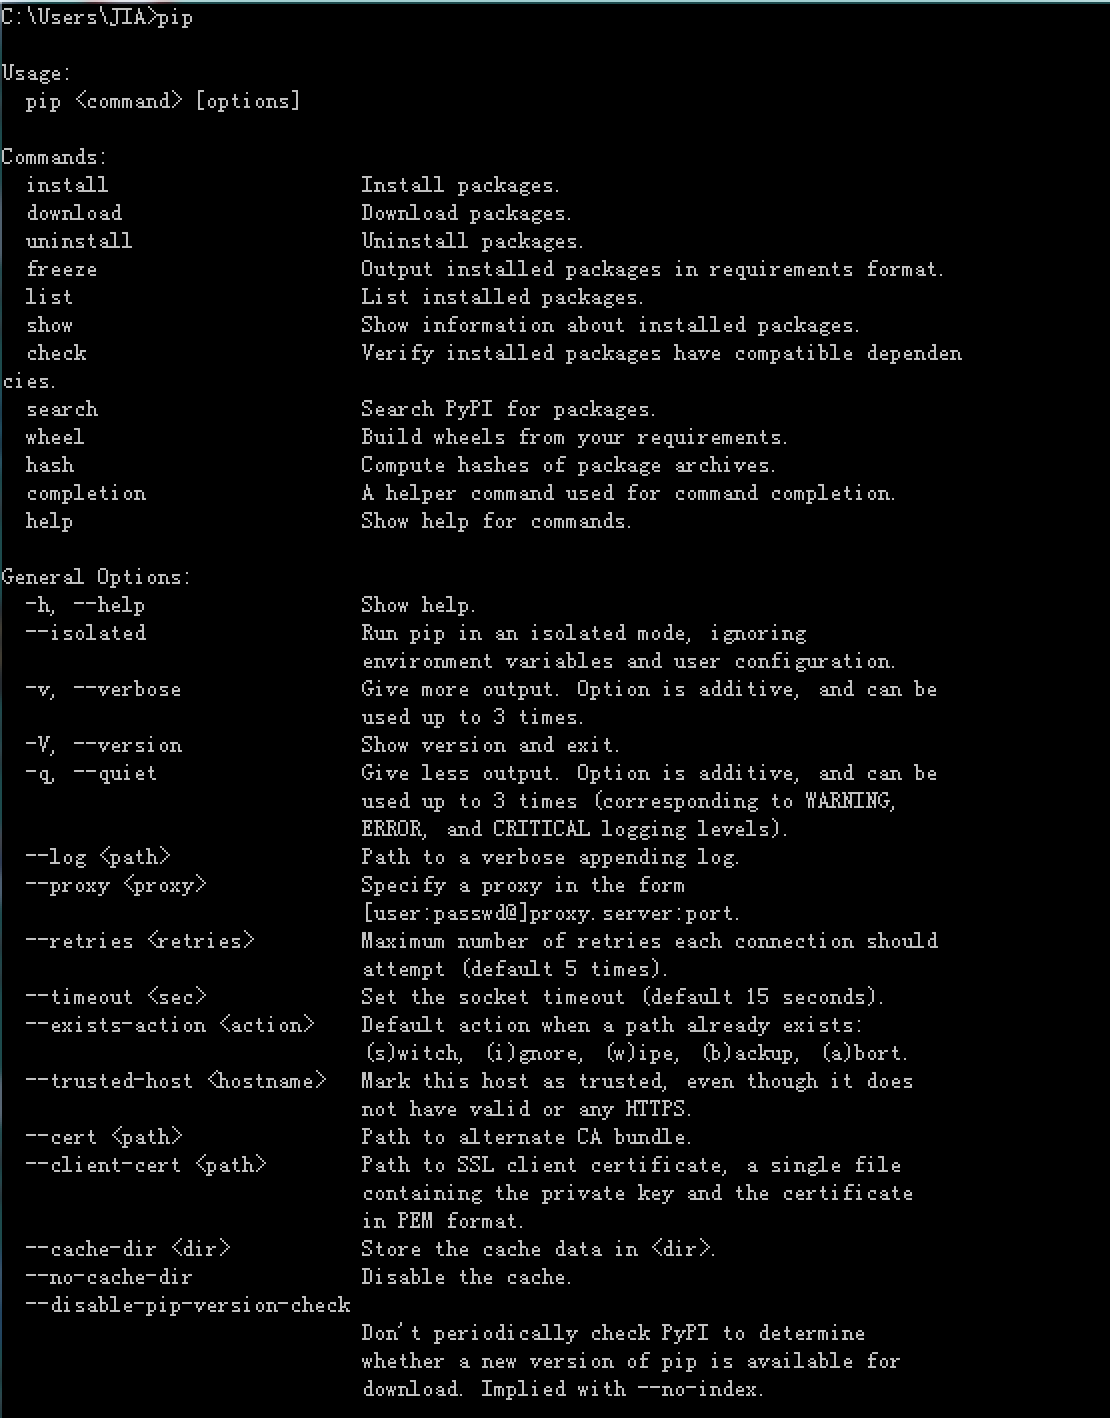 C:\Users\JIA>pip
Usage:
  pip <command> [options]
Commands:
  install                     Install packages.
  download                    Download packages.
  uninstall                   Uninstall packages.
  freeze                      Output installed packages in requirements format.
  list                        List installed packages.
  show                        Show information about installed packages.
  check                       Verify installed packages have compatible dependen
cies.
  search                      Search PyPI for packages.
  wheel                       Build wheels from your requirements.
  hash                        Compute hashes of package archives.
  completion                  A helper command used for command completion.
  help                        Show help for commands.
General Options:
  -h, --help                  Show help.
  --isolated                  Run pip in an isolated mode, ignoring
                              environment variables and user configuration.
  -v, --verbose               Give more output. Option is additive, and can be
                              used up to 3 times.
  -V, --version               Show version and exit.
  -q, --quiet                 Give less output. Option is additive, and can be
                              used up to 3 times (corresponding to WARNING,
                              ERROR, and CRITICAL logging levels).
  --log <path>                Path to a verbose appending log.
  --proxy <proxy>             Specify a proxy in the form
                              [user:passwd@]proxy.server:port.
  --retries <retries>         Maximum number of retries each connection should
                              attempt (default 5 times).
  --timeout <sec>             Set the socket timeout (default 15 seconds).
  --exists-action <action>    Default action when a path already exists:
                              (s)witch, (i)gnore, (w)ipe, (b)ackup, (a)bort.
  --trusted-host <hostname>   Mark this host as trusted, even though it does
                              not have valid or any HTTPS.
  --cert <path>               Path to alternate CA bundle.
  --client-cert <path>        Path to SSL client certificate, a single file
                              containing the private key and the certificate
                              in PEM format.
  --cache-dir <dir>           Store the cache data in <dir>.
  --no-cache-dir              Disable the cache.
  --disable-pip-version-check
                              Don't periodically check PyPI to determine
                              whether a new version of pip is available for
                              download. Implied with --no-index.